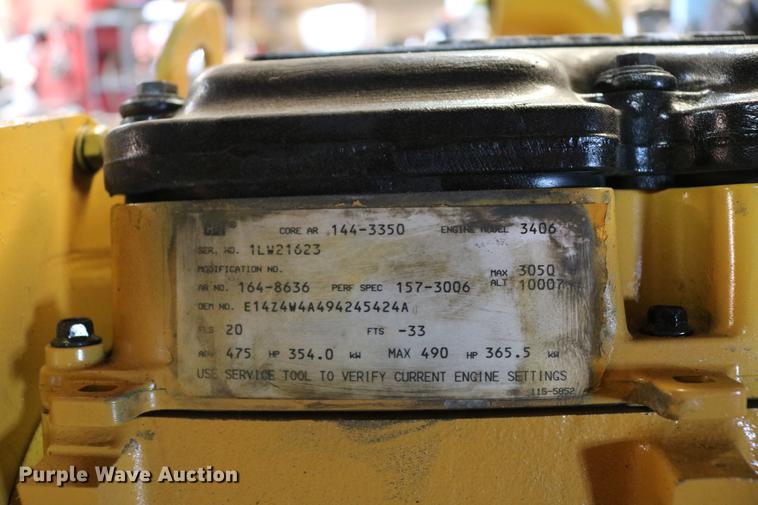 CAT CORE AR 144-3350 ENGINE MODEL 3406
SER. NO. 1LW21623
MODIFICATION NO. MAX 3050
AR NO. 164-8636 PERF SPEC 157-3006 ALT 10007
OEM NO. E14Z4W4A494245424A
FLS 20 FTS -33
ADV 475 HP 354.0 kW MAX 490 HP 365.5 kW
USE SERVICE TOOL TO VERIFY CURRENT ENGINE SETTINGS
115-5852
Purple Wave Auction